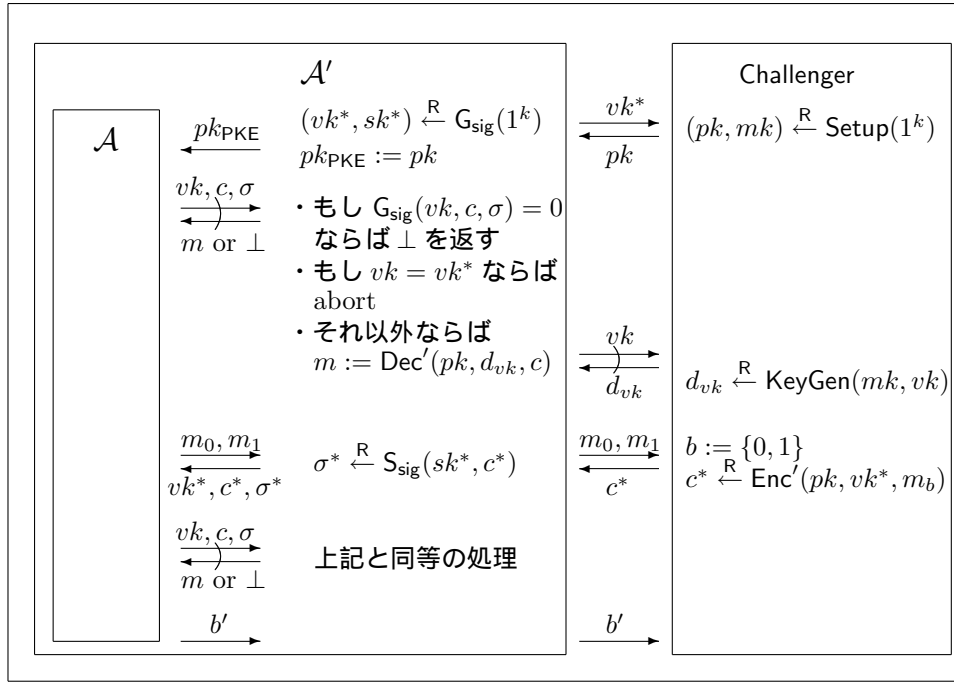 𝒜′
Challenger
𝒜
pk_PKE
(vk*, sk*) ←R G_sig(1^k)
pk_PKE := pk
vk*
pk
(pk, mk) ←R Setup(1^k)
vk, c, σ
m or ⊥
・もし G_sig(vk, c, σ) = 0
ならば ⊥ を返す
・もし vk = vk* ならば
abort
・それ以外ならば
m := Dec′(pk, d_vk, c)
vk
d_vk
d_vk ←R KeyGen(mk, vk)
m_0, m_1
vk*, c*, σ*
σ* ←R S_sig(sk*, c*)
m_0, m_1
c*
b := {0, 1}
c* ←R Enc′(pk, vk*, m_b)
vk, c, σ
m or ⊥
上記と同等の処理
b′
b′